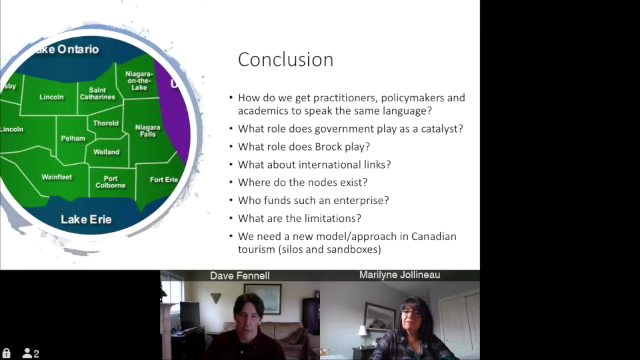 ke Ontario
Conclusion
Niagara-
on-the-
Lake
sby
Lincoln
Saint
Catharines
• How do we get practitioners, policymakers and
academics to speak the same language?
• What role does government play as a catalyst?
• What role does Brock play?
• What about international links?
• Where do the nodes exist?
• Who funds such an enterprise?
• What are the limitations?
• We need a new model/approach in Canadian
tourism (silos and sandboxes)
U
Lincoln
Thorold
Niagara
Falls
Pelham
Welland
Wainfleet
Port
Colborne
Fort Erie
Lake Erie
Dave Fennell
Marilyne Jollineau
2